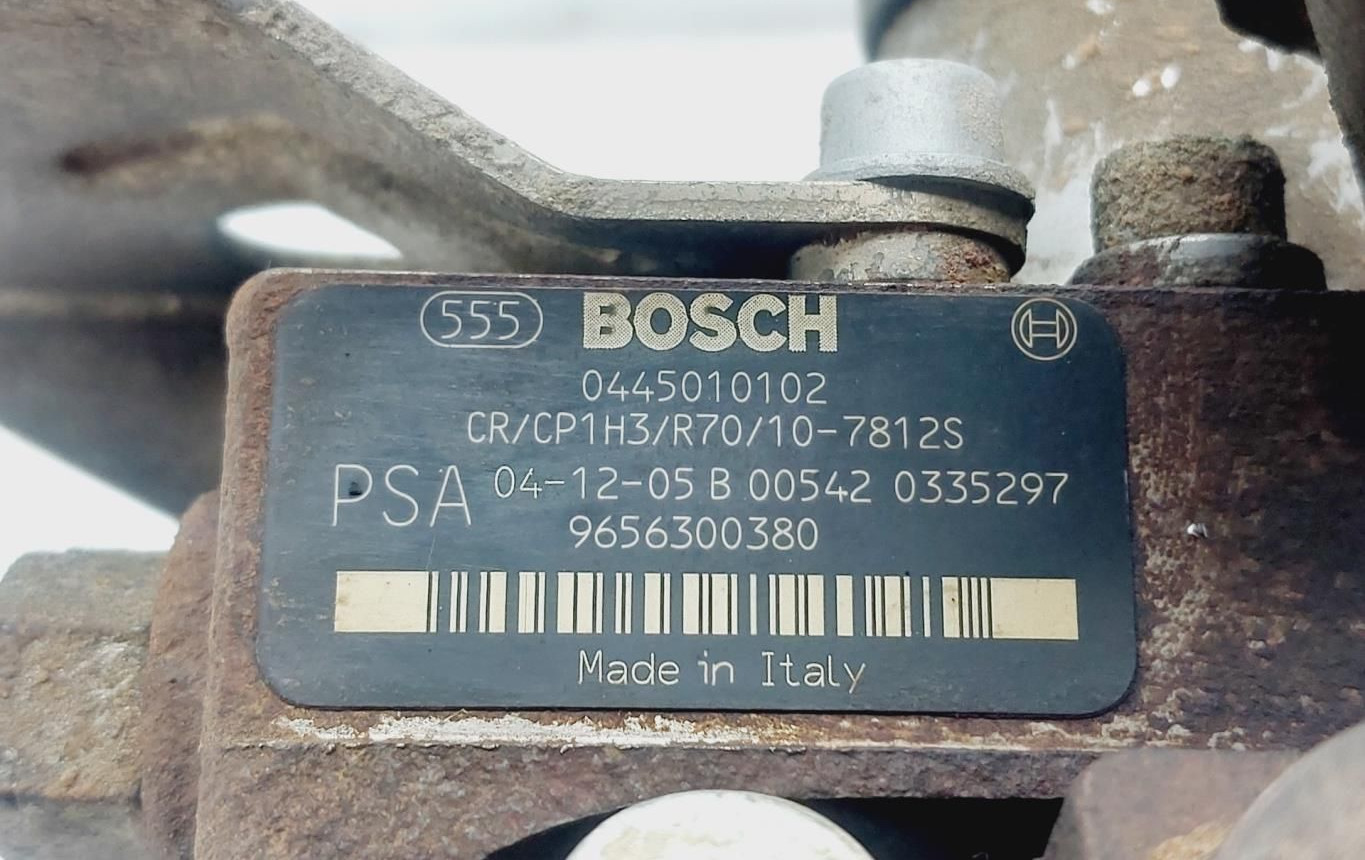 555 BOSCH
0445010102
CR/CP1H3/R70/10-7812S
PSA 04-12-05 B 00542 0335297
9656300380
Made in Italy